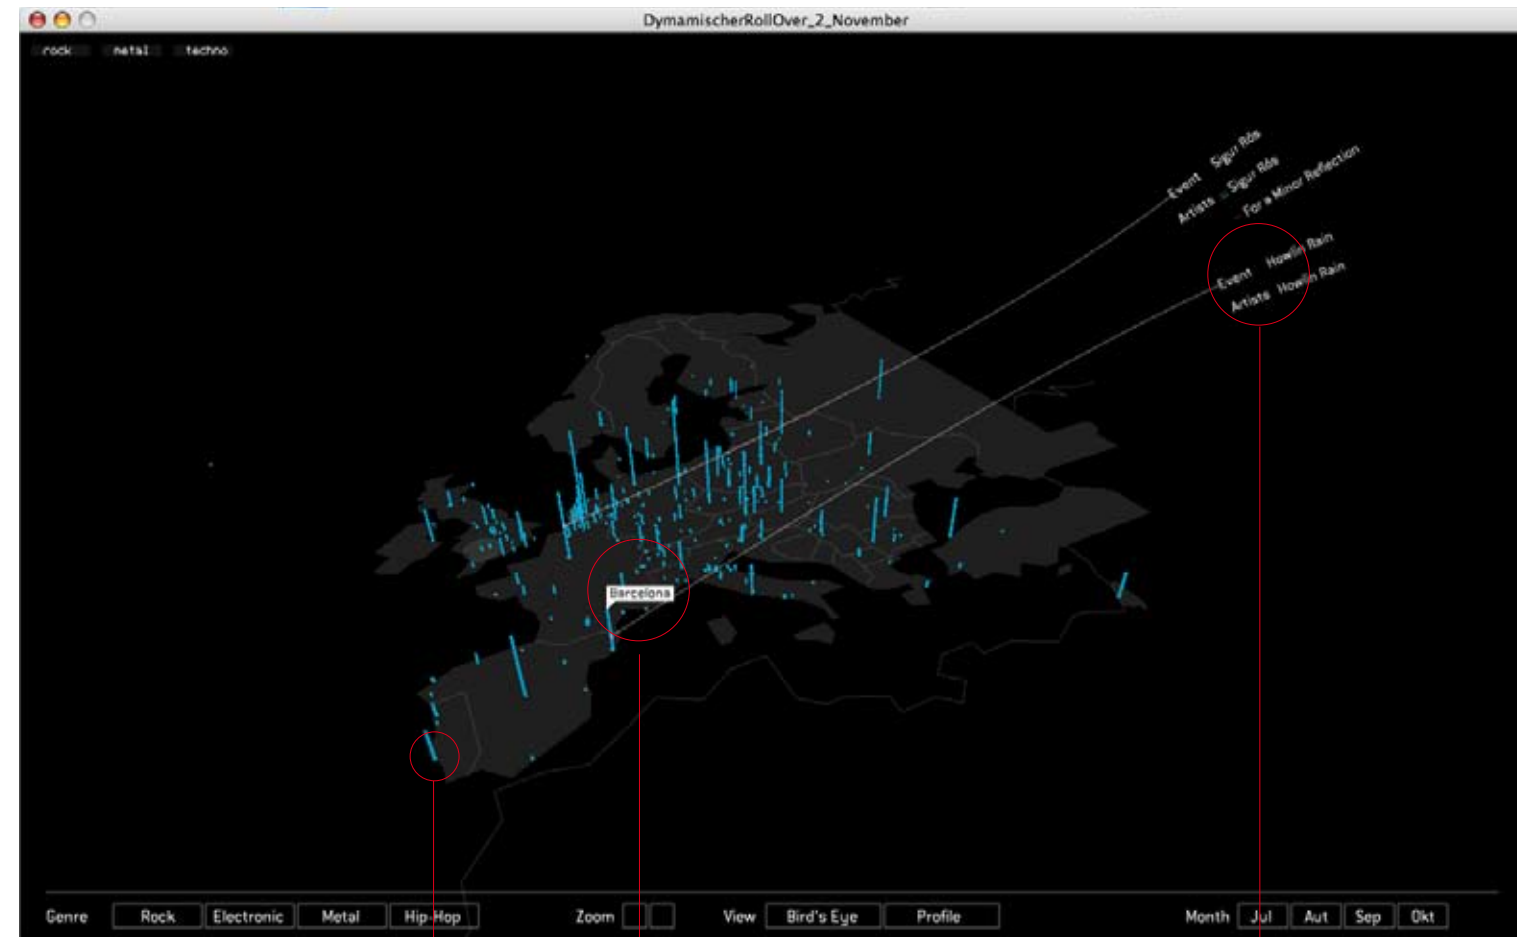 DymamischerRollOver_2_November
rock metal techno
Event Sigur Rós
Artists Sigur Rós
For a Minor Reflection
Event Howlin Rain
Artists Howlin Rain
Barcelona
Genre Rock Electronic Metal Hip-Hop Zoom View Bird's Eye Profile Month Jul Aut Sep Okt